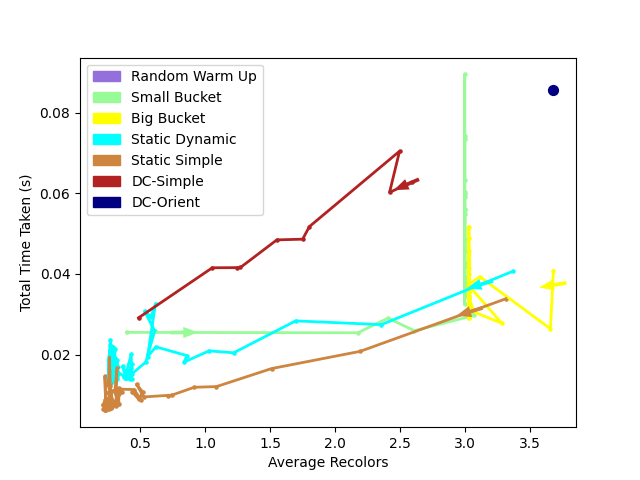 Random Warm Up
Small Bucket
Big Bucket
Static Dynamic
Static Simple
DC-Simple
DC-Orient
0.08
0.06
0.04
0.02
Total Time Taken (s)
0.5 1.0 1.5 2.0 2.5 3.0 3.5
Average Recolors